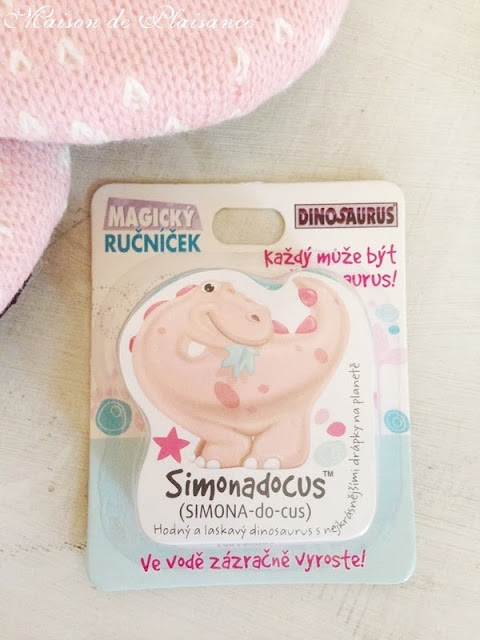 Maison de Plaisance
MAGICKÝ
RUČNÍČEK
DINOSAURUS
Každý může být
aurus!
Simonadocus™
(SIMONA-do-cus)
Hodný a laskavý dinosaurus s nejkrásnějšími drápky na planetě
Ve vodě zázračně vyroste!